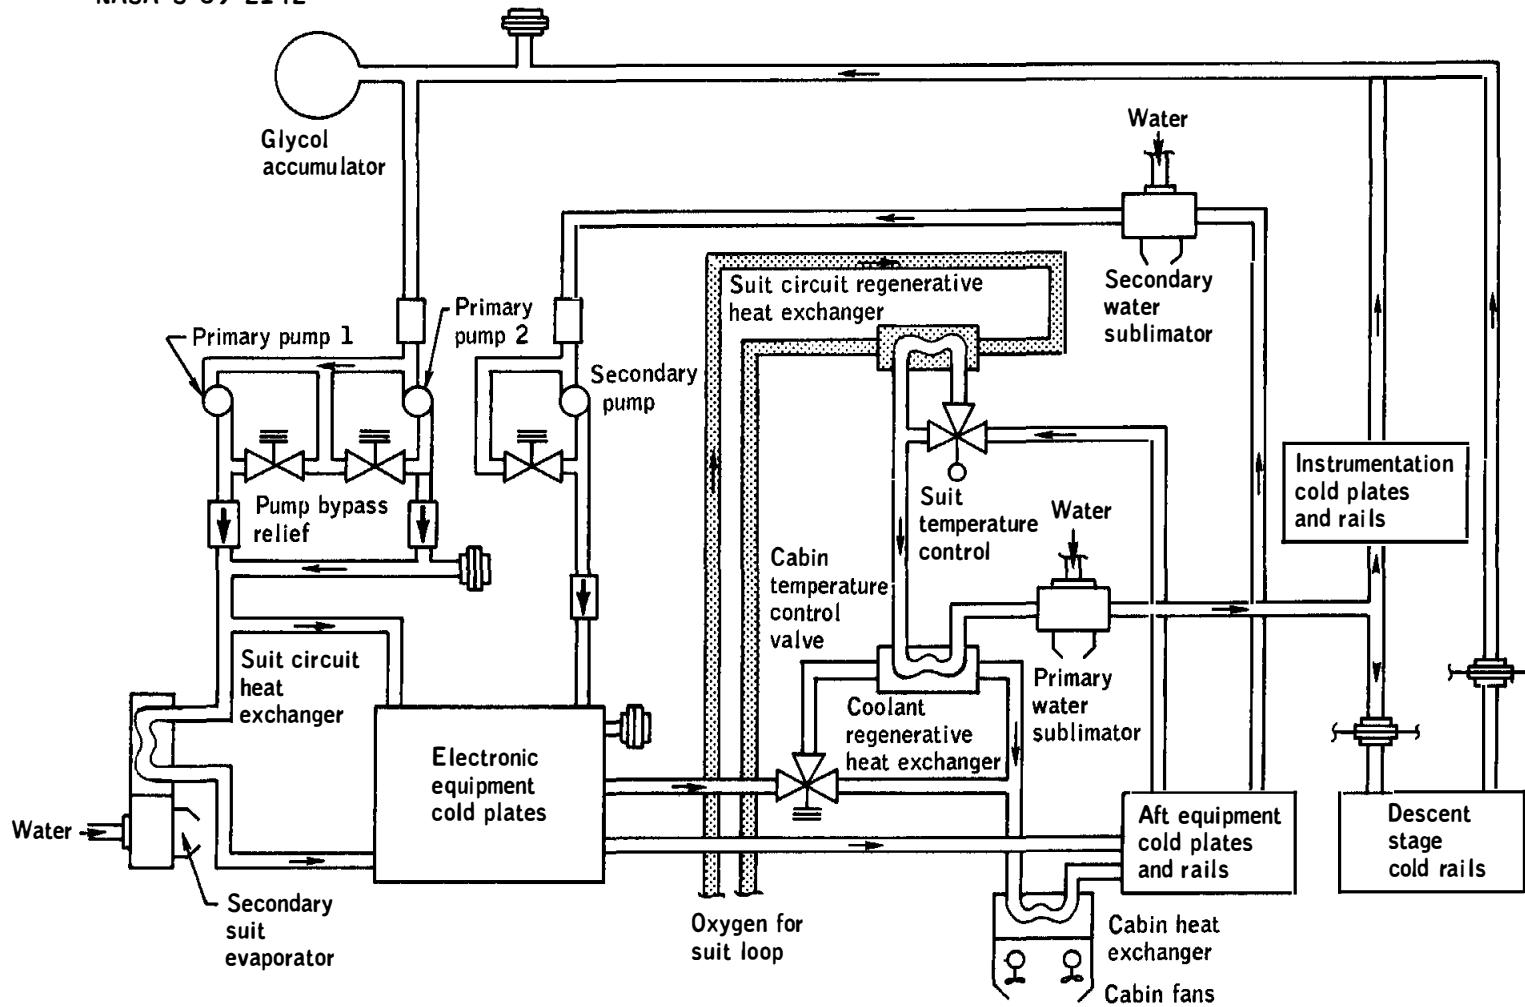 Glycol
accumulator
Water
Secondary
water
sublimator
Suit circuit regenerative
heat exchanger
Primary pump 1
Primary
pump 2
Secondary
pump
Pump bypass
relief
Suit
temperature
control
Water
Instrumentation
cold plates
and rails
Cabin
temperature
control
valve
Suit circuit
heat
exchanger
Primary
water
sublimator
Coolant
regenerative
heat exchanger
Electronic
equipment
cold plates
Water
Aft equipment
cold plates
and rails
Descent
stage
cold rails
Secondary
suit
evaporator
Oxygen for
suit loop
Cabin heat
exchanger
Cabin fans